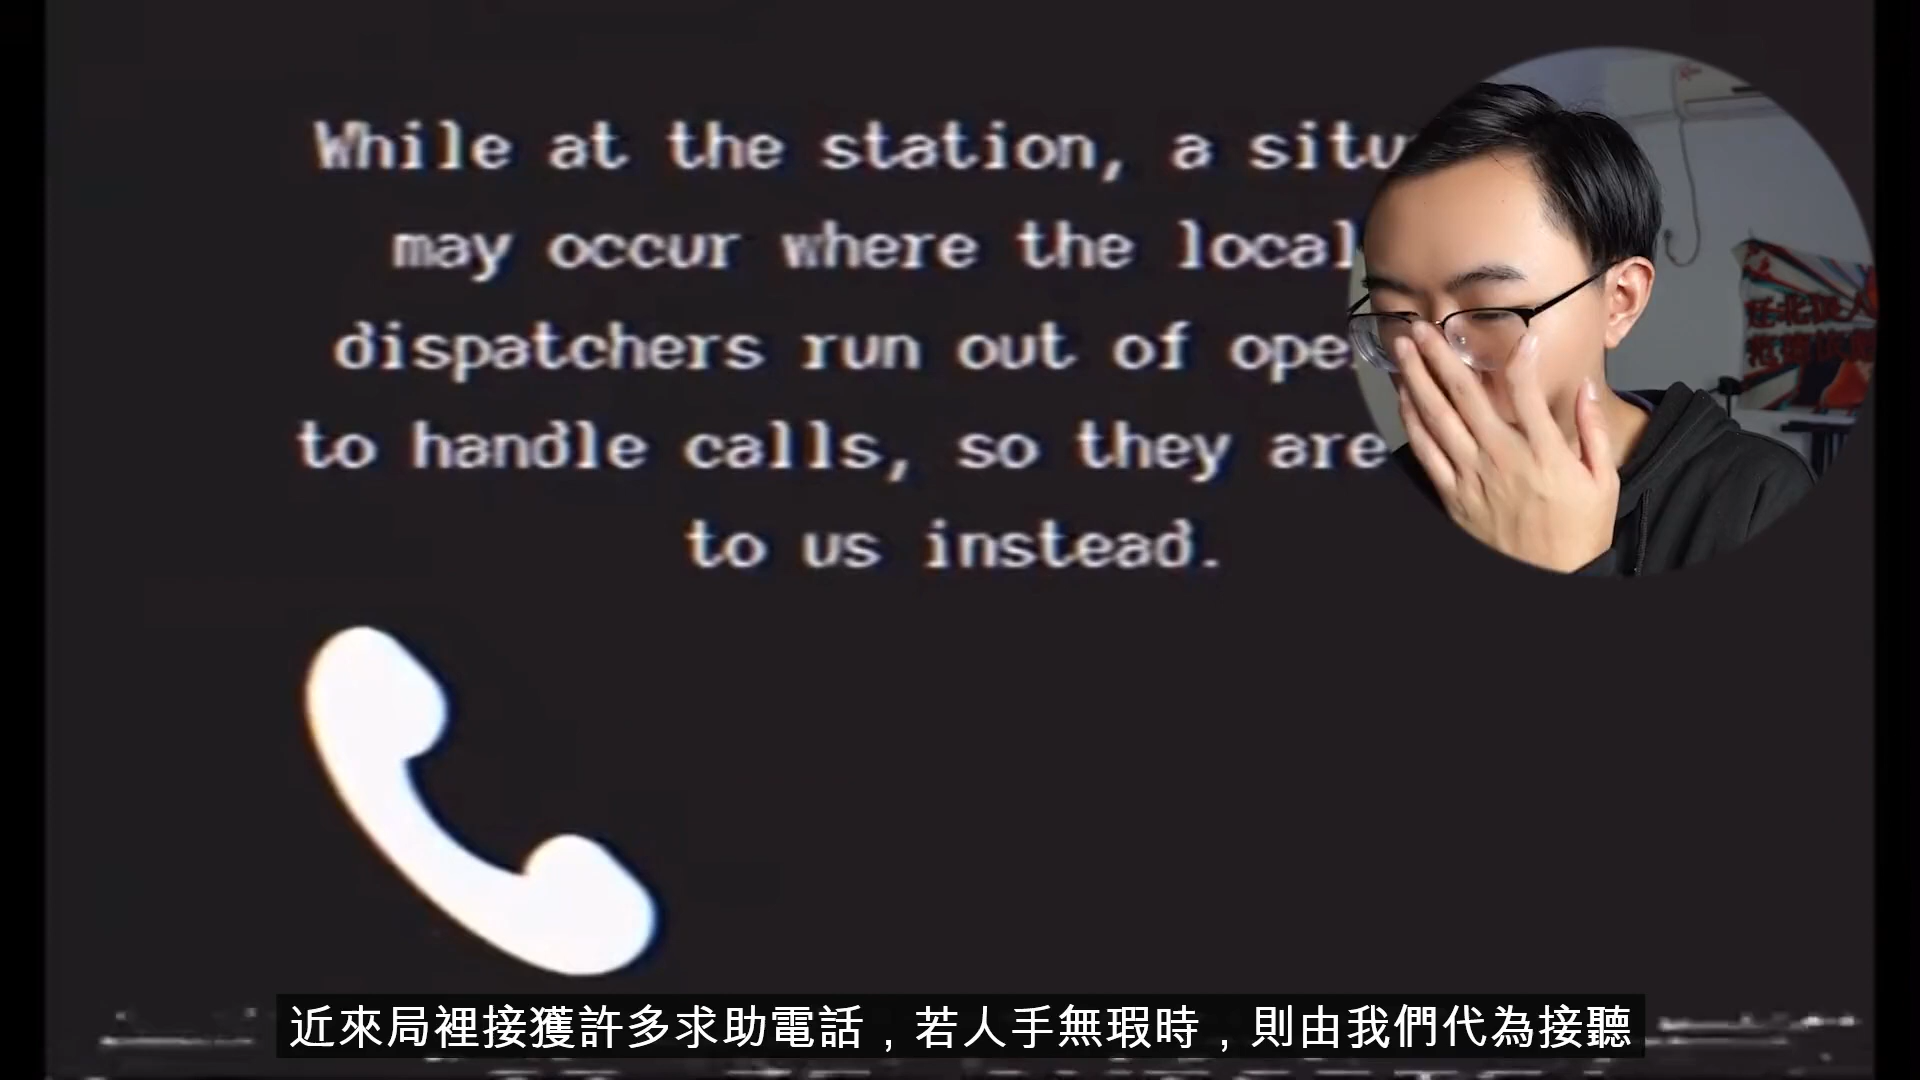 While at the station, a situ
may occur where the local
dispatchers run out of ope
to handle calls, so they are
to us instead.
近來局裡接獲許多求助電話，若人手無瑕時，則由我們代為接聽